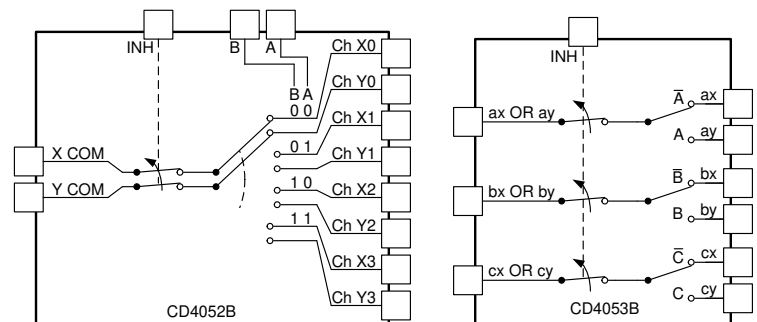 INH
B
A
Ch X0
Ch Y0
B A
0 0
Ch X1
0 1
Ch Y1
X COM
1 0
Ch X2
Y COM
Ch Y2
1 1
Ch X3
Ch Y3
CD4052B
INH
A̅ ax
ax OR ay
A ay
B̅ bx
bx OR by
B by
C̅ cx
cx OR cy
C cy
CD4053B